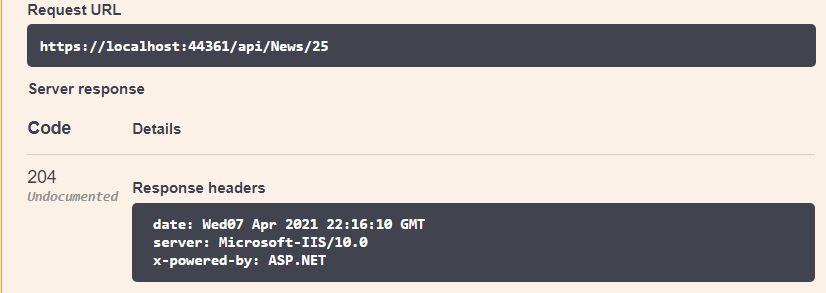 Request URL
https://localhost:44361/api/News/25
Server response
Code Details
204
Undocumented
Response headers
date: Wed07 Apr 2021 22:16:10 GMT
server: Microsoft-IIS/10.0
x-powered-by: ASP.NET